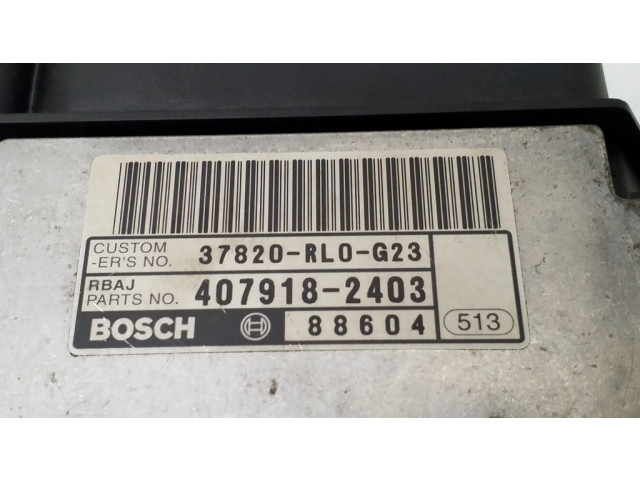 CUSTOM
-ER'S NO. 37820-RL0-G23
RBAJ
PARTS NO. 407918-2403
BOSCH 88604 513